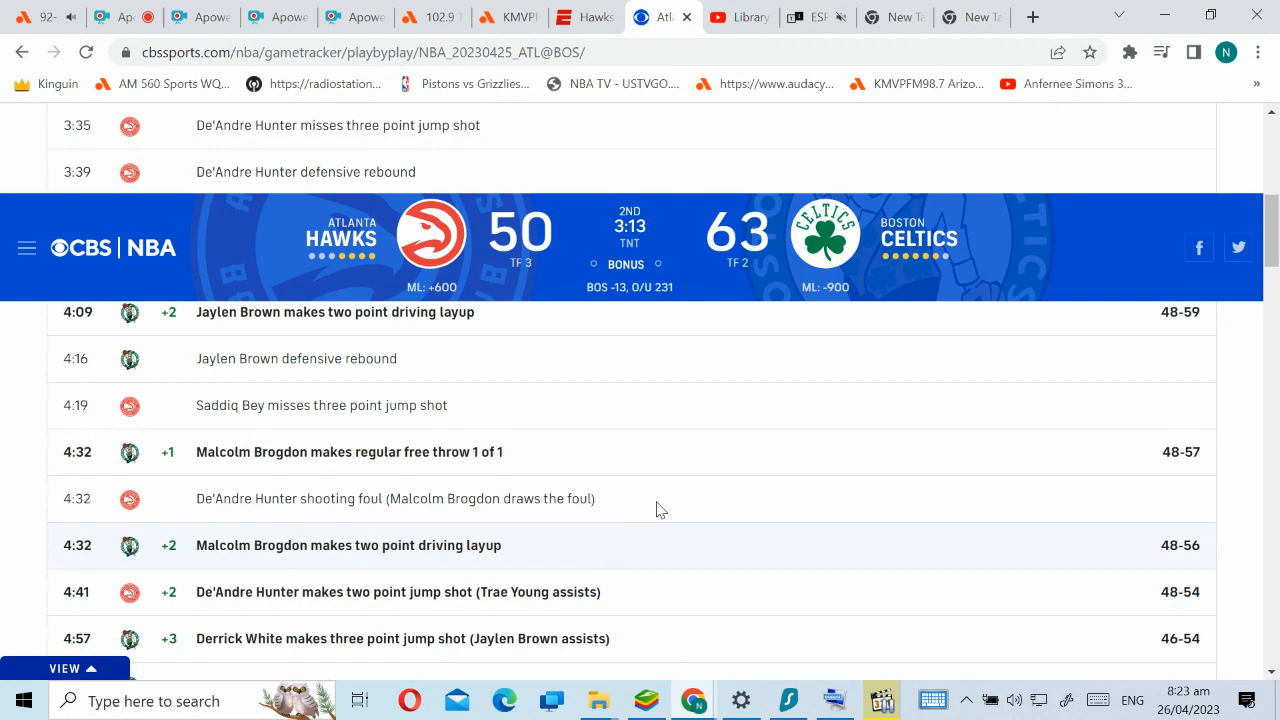 92-
Ap
Apowe
Apowe
Apowe
102.9 T
KMVPI
Hawks
Atl
Library
ESF
New Ta
New Ta
cbssports.com/nba/gametracker/playbyplay/NBA_20230425_ATL@BOS/
N
Kinguin
AM 560 Sports WQ...
https://radiostation...
Pistons vs Grizzlies...
NBA TV - USTVGO....
https://www.audacy...
KMVPFM98.7 Arizo...
Anfernee Simons 3...
»
3:35 De'Andre Hunter misses three point jump shot
3:39 De'Andre Hunter defensive rebound
CBS | NBA
ATLANTA
HAWKS
50
TF 3
ML: +600
2ND
3:13
TNT
BONUS
BOS -13, O/U 231
63
TF 2
CELTICS
BOSTON
CELTICS
ML: -900
4:09 +2 Jaylen Brown makes two point driving layup 48-59
4:16 Jaylen Brown defensive rebound
4:19 Saddiq Bey misses three point jump shot
4:32 +1 Malcolm Brogdon makes regular free throw 1 of 1 48-57
4:32 De'Andre Hunter shooting foul (Malcolm Brogdon draws the foul)
4:32 +2 Malcolm Brogdon makes two point driving layup 48-56
4:41 +2 De'Andre Hunter makes two point jump shot (Trae Young assists) 48-54
4:57 +3 Derrick White makes three point jump shot (Jaylen Brown assists) 46-54
VIEW
Type here to search
ENG
8:23 am
26/04/2023